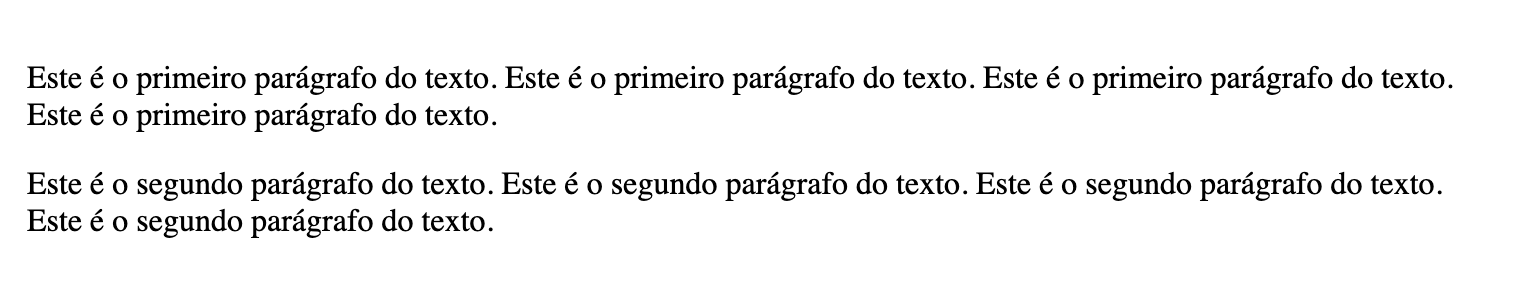 Este é o primeiro parágrafo do texto. Este é o primeiro parágrafo do texto. Este é o primeiro parágrafo do texto.
Este é o primeiro parágrafo do texto.
Este é o segundo parágrafo do texto. Este é o segundo parágrafo do texto. Este é o segundo parágrafo do texto.
Este é o segundo parágrafo do texto.